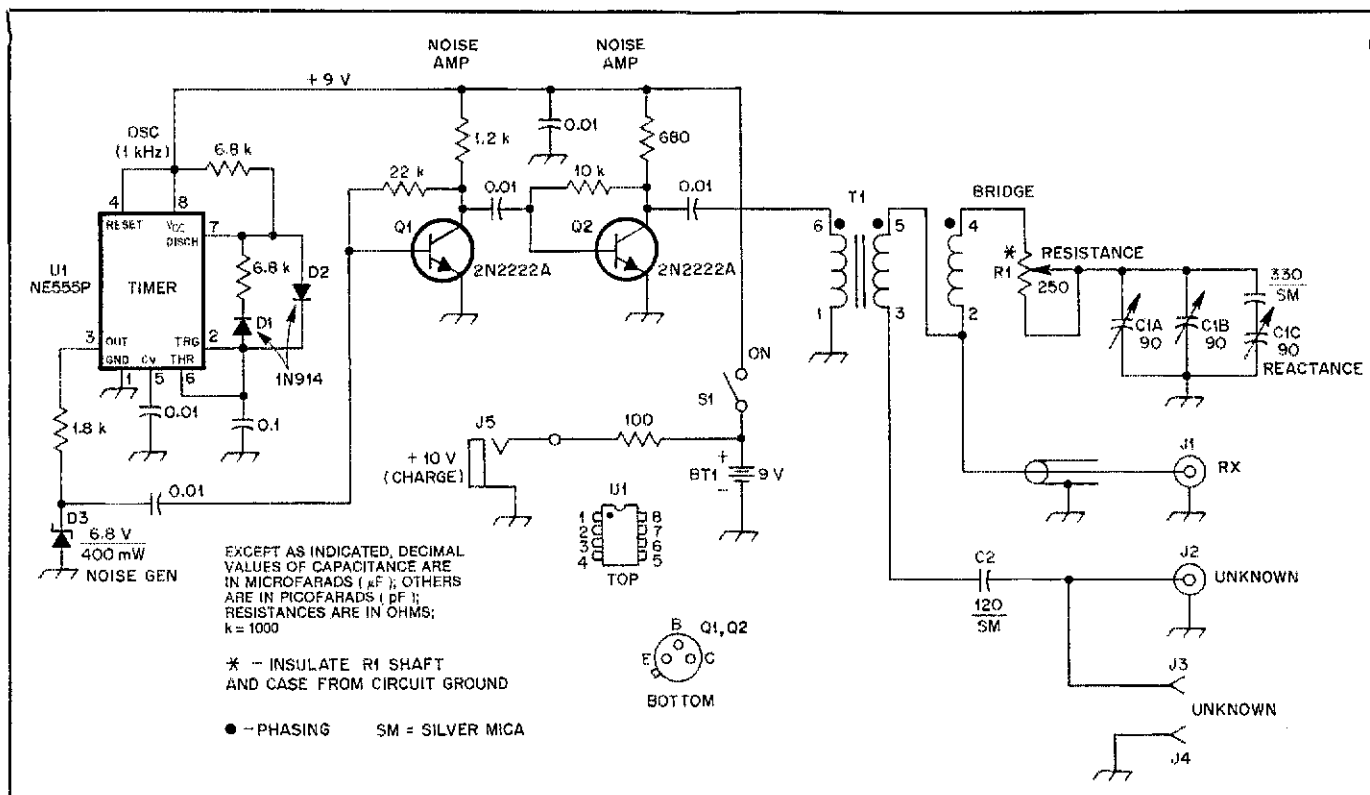 NOISE AMP
NOISE AMP
+ 9 V
OSC
(1 kHz)
6.8 k
4
8
RESET
VCC
DISCH
7
U1
NE555P
TIMER
6.8 k
D2
D1
1N914
3
OUT
GND
CV
THR
TRG
2
1
5
6
0.01
0.1
1.8 k
0.01
D3
6.8 V
400 mW
NOISE GEN
22 k
1.2 k
0.01
Q1
2N2222A
0.01
10 k
680
0.01
Q2
2N2222A
T1
6
1
5
3
4
2
BRIDGE
*
R1
250
RESISTANCE
C1A
90
C1B
90
330
SM
C1C
90
REACTANCE
ON
S1
100
J5
+ 10 V
(CHARGE)
+
BT1
-
9 V
U1
1
2
3
4
8
7
6
5
TOP
B
E
C
Q1, Q2
BOTTOM
J1
RX
C2
120
SM
J2
UNKNOWN
J3
UNKNOWN
J4
EXCEPT AS INDICATED, DECIMAL
VALUES OF CAPACITANCE ARE
IN MICROFARADS ( µF ); OTHERS
ARE IN PICOFARADS ( pF );
RESISTANCES ARE IN OHMS;
k = 1000
* - INSULATE R1 SHAFT
AND CASE FROM CIRCUIT GROUND
● - PHASING SM = SILVER MICA